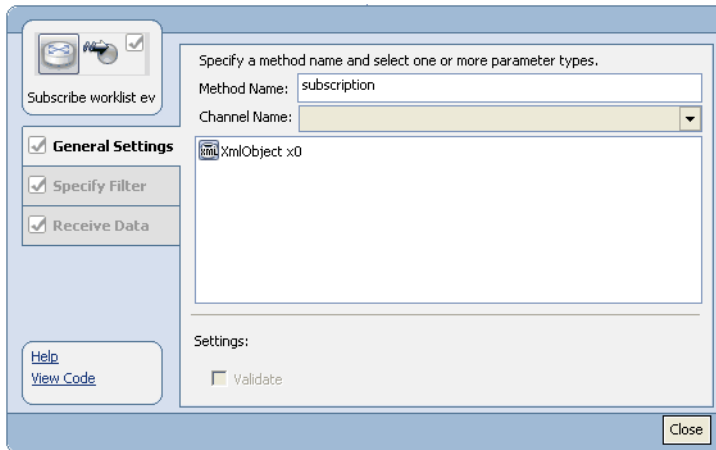 Subscribe worklist ev
General Settings
Specify Filter
Receive Data
Help
View Code
Specify a method name and select one or more parameter types.
Method Name: subscription
Channel Name:
XML XmlObject x0
Settings:
Validate
Close